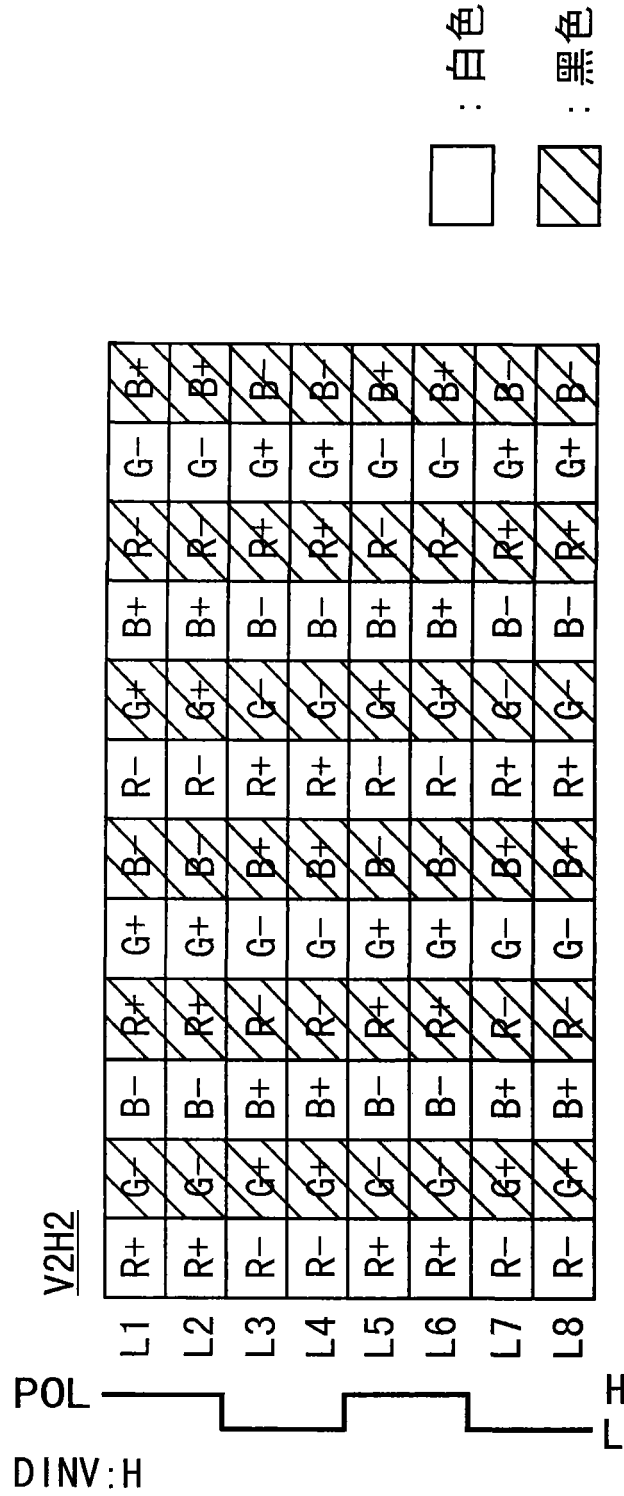 DINV:H
POL
H
L
V2H2
L1 R+ G- B- R+ G+ B- R- G+ B+ R- G- B+
L2 R+ G- B- R+ G+ B- R- G+ B+ R- G- B+
L3 R- G+ B+ R- G- B+ R+ G- B- R+ G+ B-
L4 R- G+ B+ R- G- B+ R+ G- B- R+ G+ B-
L5 R+ G- B- R+ G+ B- R- G+ B+ R- G- B+
L6 R+ G- B- R+ G+ B+ R- G+ B+ R- G- B+
L7 R- G+ B+ R- G- B+ R+ G- B- R+ G+ B-
L8 R- G+ B+ R- G- B+ R+ G- B- R+ G+ B-
:白色
:黑色